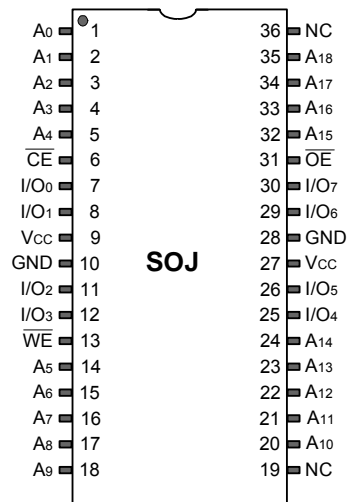 A0 1 36 NC
A1 2 35 A18
A2 3 34 A17
A3 4 33 A16
A4 5 32 A15
C̅E̅ 6 31 O̅E̅
I/O0 7 30 I/O7
I/O1 8 29 I/O6
VCC 9 28 GND
GND 10 SOJ 27 VCC
I/O2 11 26 I/O5
I/O3 12 25 I/O4
W̅E̅ 13 24 A14
A5 14 23 A13
A6 15 22 A12
A7 16 21 A11
A8 17 20 A10
A9 18 19 NC